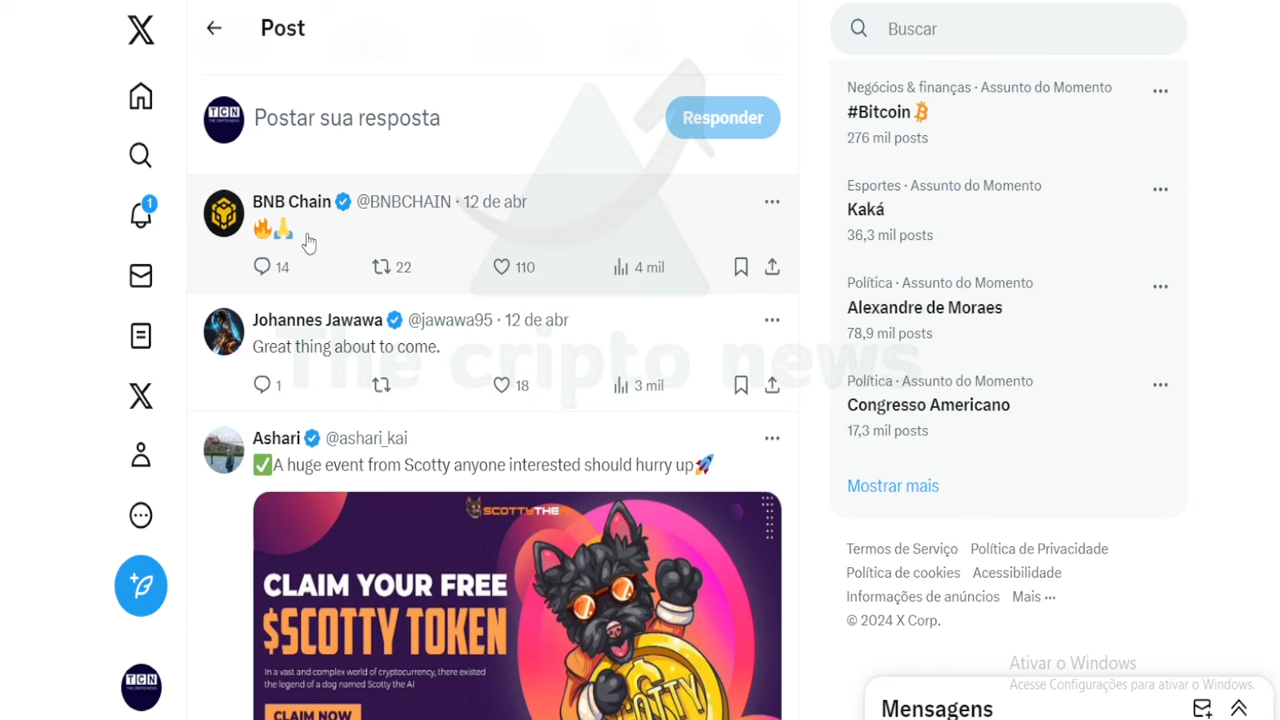 Post
Buscar
TCN
Postar sua resposta
Responder
BNB Chain @BNBCHAIN · 12 de abr
🔥🙏
14 22 110 4 mil
Johannes Jawawa @jawawa95 · 12 de abr
Great thing about to come.
1 18 3 mil
Ashari @ashari_kai
✅A huge event from Scotty anyone interested should hurry up🚀
SCOTTYTHE
CLAIM YOUR FREE
$SCOTTY TOKEN
In a vast and complex world of cryptocurrency, there existed
the legend of a dog named Scotty the AI
CLAIM NOW
SCOTTY
The cripto news
1
TCN
Negócios & finanças · Assunto do Momento
#Bitcoin
276 mil posts
Esportes · Assunto do Momento
Kaká
36,3 mil posts
Política · Assunto do Momento
Alexandre de Moraes
78,9 mil posts
Política · Assunto do Momento
Congresso Americano
17,3 mil posts
Mostrar mais
Termos de Serviço Política de Privacidade
Política de cookies Acessibilidade
Informações de anúncios Mais ···
© 2024 X Corp.
Ativar o Windows
Acesse Configurações para ativar o Windows.
Mensagens